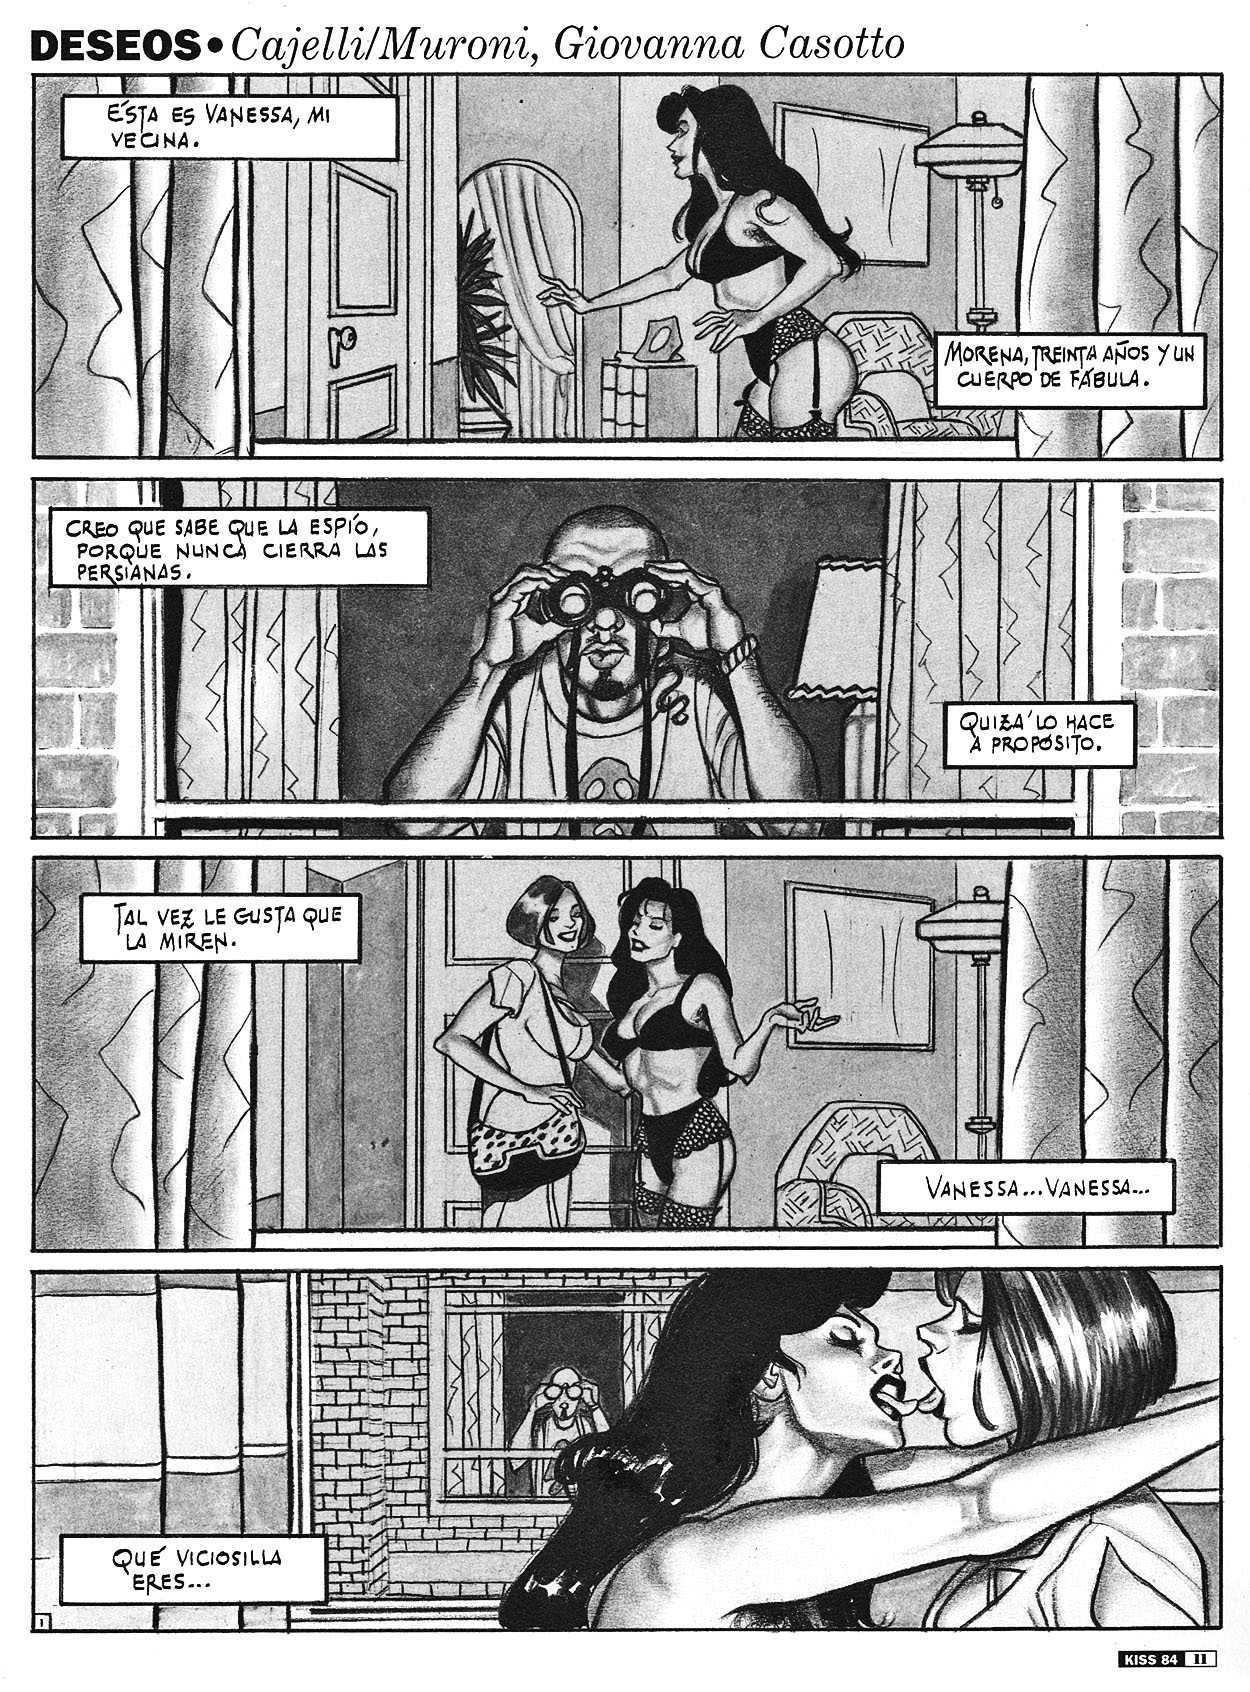 DESEOS • Cajelli/Muroni, Giovanna Casotto
ÉSTA ES VANESSA, MI
VECINA.
MORENA, TREINTA AÑOS Y UN
CUERPO DE FÁBULA.
CREO QUE SABE QUE LA ESPÍO,
PORQUE NUNCA CIERRA LAS
PERSIANAS.
QUIZÁ LO HACE
A PROPÓSITO.
TAL VEZ LE GUSTA QUE
LA MIREN.
VANESSA...VANESSA...
QUÉ VICIOSILLA
ERES...
1
KISS 84 11